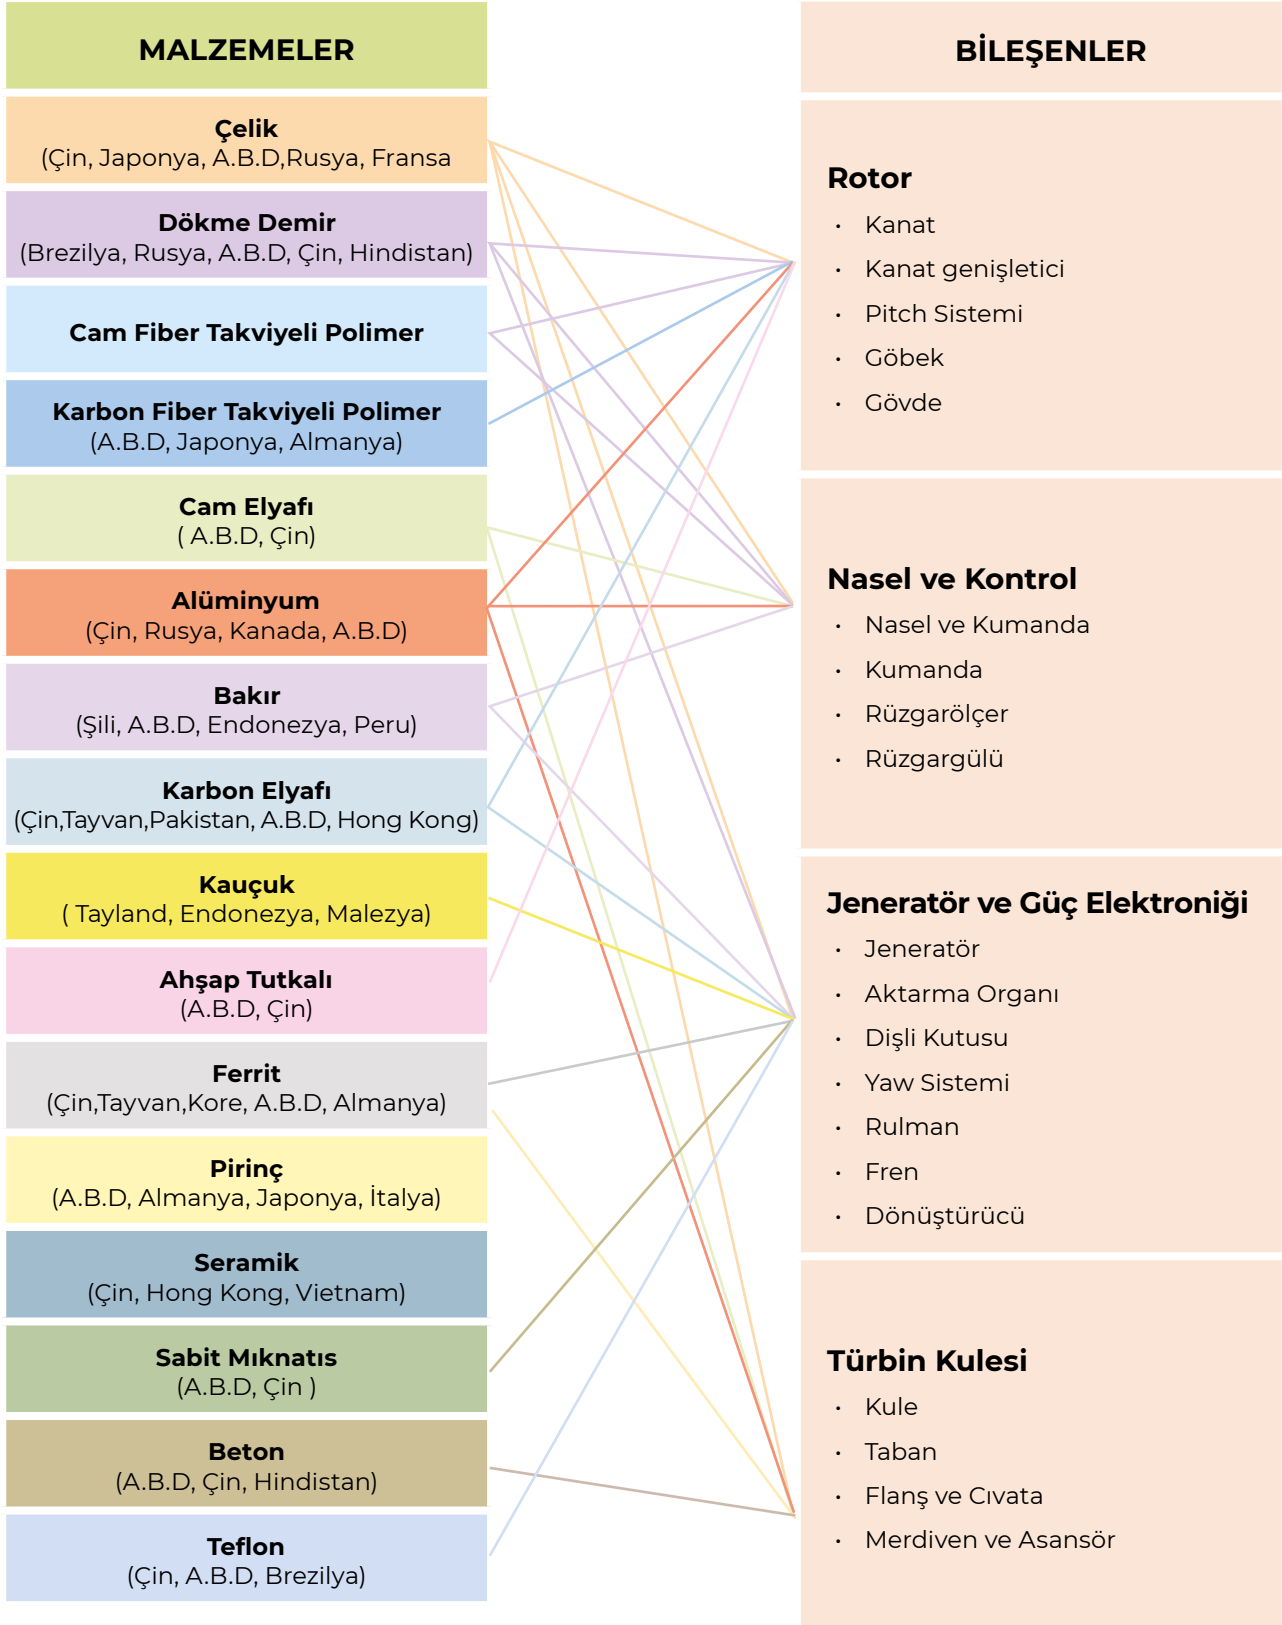 MALZEMELER
Çelik
(Çin, Japonya, A.B.D,Rusya, Fransa
Dökme Demir
(Brezilya, Rusya, A.B.D, Çin, Hindistan)
Cam Fiber Takviyeli Polimer
Karbon Fiber Takviyeli Polimer
(A.B.D, Japonya, Almanya)
Cam Elyafı
( A.B.D, Çin)
Alüminyum
(Çin, Rusya, Kanada, A.B.D)
Bakır
(Şili, A.B.D, Endonezya, Peru)
Karbon Elyafı
(Çin,Tayvan,Pakistan, A.B.D, Hong Kong)
Kauçuk
( Tayland, Endonezya, Malezya)
Ahşap Tutkalı
(A.B.D, Çin)
Ferrit
(Çin,Tayvan,Kore, A.B.D, Almanya)
Pirinç
(A.B.D, Almanya, Japonya, İtalya)
Seramik
(Çin, Hong Kong, Vietnam)
Sabit Mıknatıs
(A.B.D, Çin )
Beton
(A.B.D, Çin, Hindistan)
Teflon
(Çin, A.B.D, Brezilya)
BİLEŞENLER
Rotor
· Kanat
· Kanat genişletici
· Pitch Sistemi
· Göbek
· Gövde
Nasel ve Kontrol
· Nasel ve Kumanda
· Kumanda
· Rüzgarölçer
· Rüzgargülü
Jeneratör ve Güç Elektroniği
· Jeneratör
· Aktarma Organı
· Dişli Kutusu
· Yaw Sistemi
· Rulman
· Fren
· Dönüştürücü
Türbin Kulesi
· Kule
· Taban
· Flanş ve Cıvata
· Merdiven ve Asansör